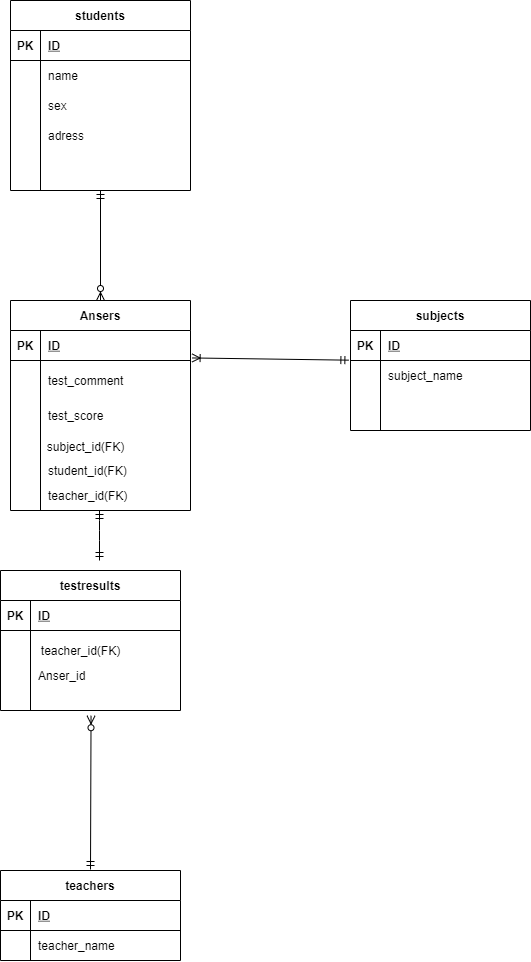 students
PK ID
name
sex
adress
Ansers
PK ID
test_comment
test_score
subject_id(FK)
student_id(FK)
teacher_id(FK)
subjects
PK ID
subject_name
testresults
PK ID
teacher_id(FK)
Anser_id
teachers
PK ID
teacher_name